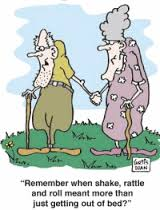 "Remember when shake, rattle
and roll meant more than
just getting out of bed?"